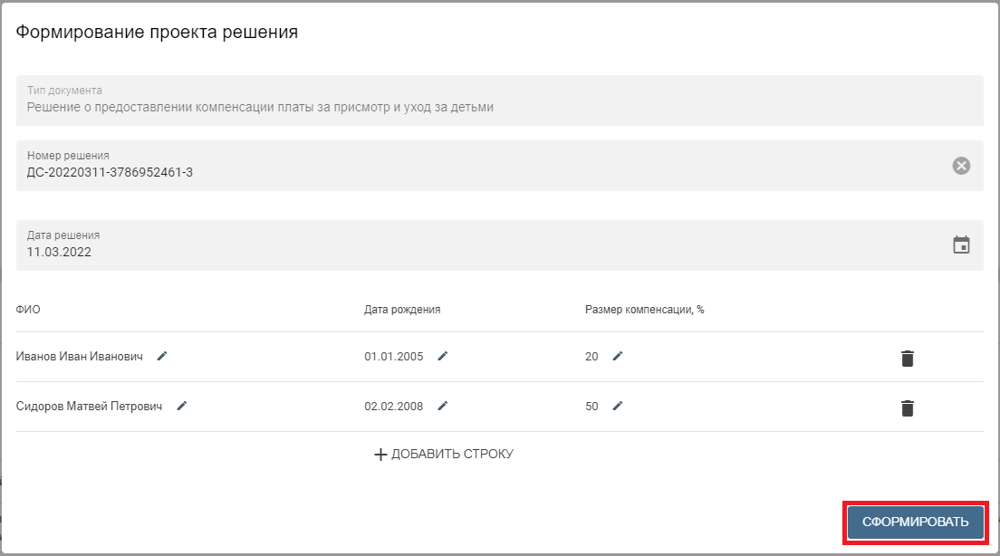 Формирование проекта решения
Тип документа
Решение о предоставлении компенсации платы за присмотр и уход за детьми
Номер решения
ДС-20220311-3786952461-3
Дата решения
11.03.2022
ФИО Дата рождения Размер компенсации, %
Иванов Иван Иванович 01.01.2005 20
Сидоров Матвей Петрович 02.02.2008 50
ДОБАВИТЬ СТРОКУ
СФОРМИРОВАТЬ